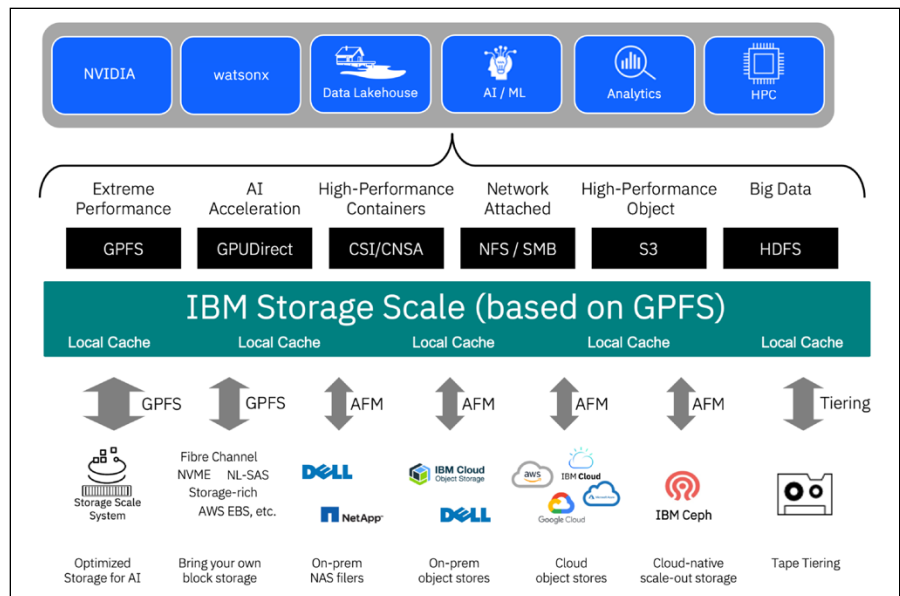 NVIDIA
watsonx
Data Lakehouse
AI / ML
Analytics
HPC
Extreme
Performance
AI
Acceleration
High-Performance
Containers
Network
Attached
High-Performance
Object
Big Data
GPFS
GPUDirect
CSI/CNSA
NFS / SMB
S3
HDFS
IBM Storage Scale (based on GPFS)
Local Cache
Local Cache
Local Cache
Local Cache
Local Cache
GPFS
GPFS
AFM
AFM
AFM
AFM
Tiering
Storage Scale
System
Fibre Channel
NVME NL-SAS
Storage-rich
AWS EBS, etc.
DELL
NetApp
IBM Cloud
Object Storage
DELL
aws
IBM Cloud
Google Cloud
IBM Ceph
Optimized
Storage for AI
Bring your own
block storage
On-prem
NAS filers
On-prem
object stores
Cloud
object stores
Cloud-native
scale-out storage
Tape Tiering